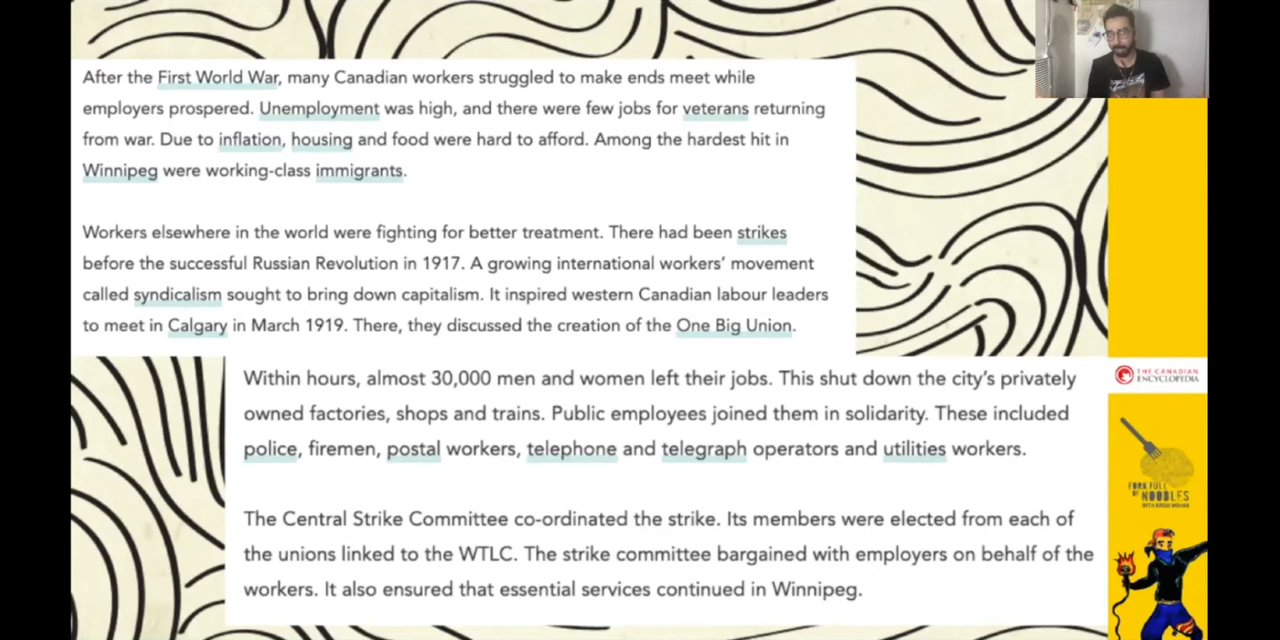 After the First World War, many Canadian workers struggled to make ends meet while
employers prospered. Unemployment was high, and there were few jobs for veterans returning
from war. Due to inflation, housing and food were hard to afford. Among the hardest hit in
Winnipeg were working-class immigrants.
Workers elsewhere in the world were fighting for better treatment. There had been strikes
before the successful Russian Revolution in 1917. A growing international workers' movement
called syndicalism sought to bring down capitalism. It inspired western Canadian labour leaders
to meet in Calgary in March 1919. There, they discussed the creation of the One Big Union.
Within hours, almost 30,000 men and women left their jobs. This shut down the city's privately
owned factories, shops and trains. Public employees joined them in solidarity. These included
police, firemen, postal workers, telephone and telegraph operators and utilities workers.
The Central Strike Committee co-ordinated the strike. Its members were elected from each of
the unions linked to the WTLC. The strike committee bargained with employers on behalf of the
workers. It also ensured that essential services continued in Winnipeg.
THE CANADIAN
ENCYCLOPEDIA
FORK FULL
OF NOODLES